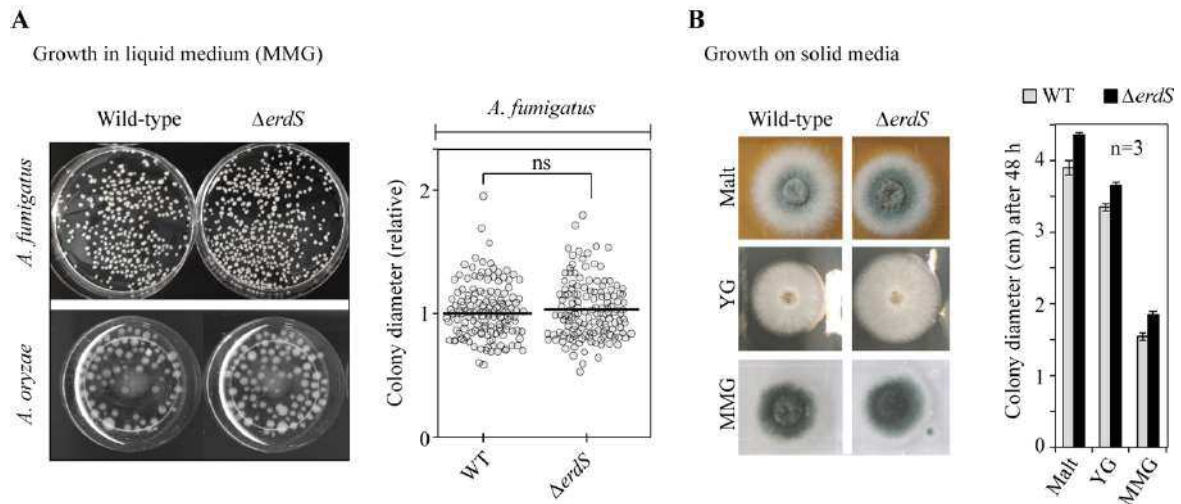 A
Growth in liquid medium (MMG)
Wild-type
ΔerdS
A. fumigatus
A. oryzae
A. fumigatus
ns
Colony diameter (relative)
2
1
0
WT
ΔerdS
B
Growth on solid media
Wild-type
ΔerdS
Malt
YG
MMG
WT
ΔerdS
n=3
Colony diameter (cm) after 48 h
4
3
2
1
0
Malt
YG
MMG